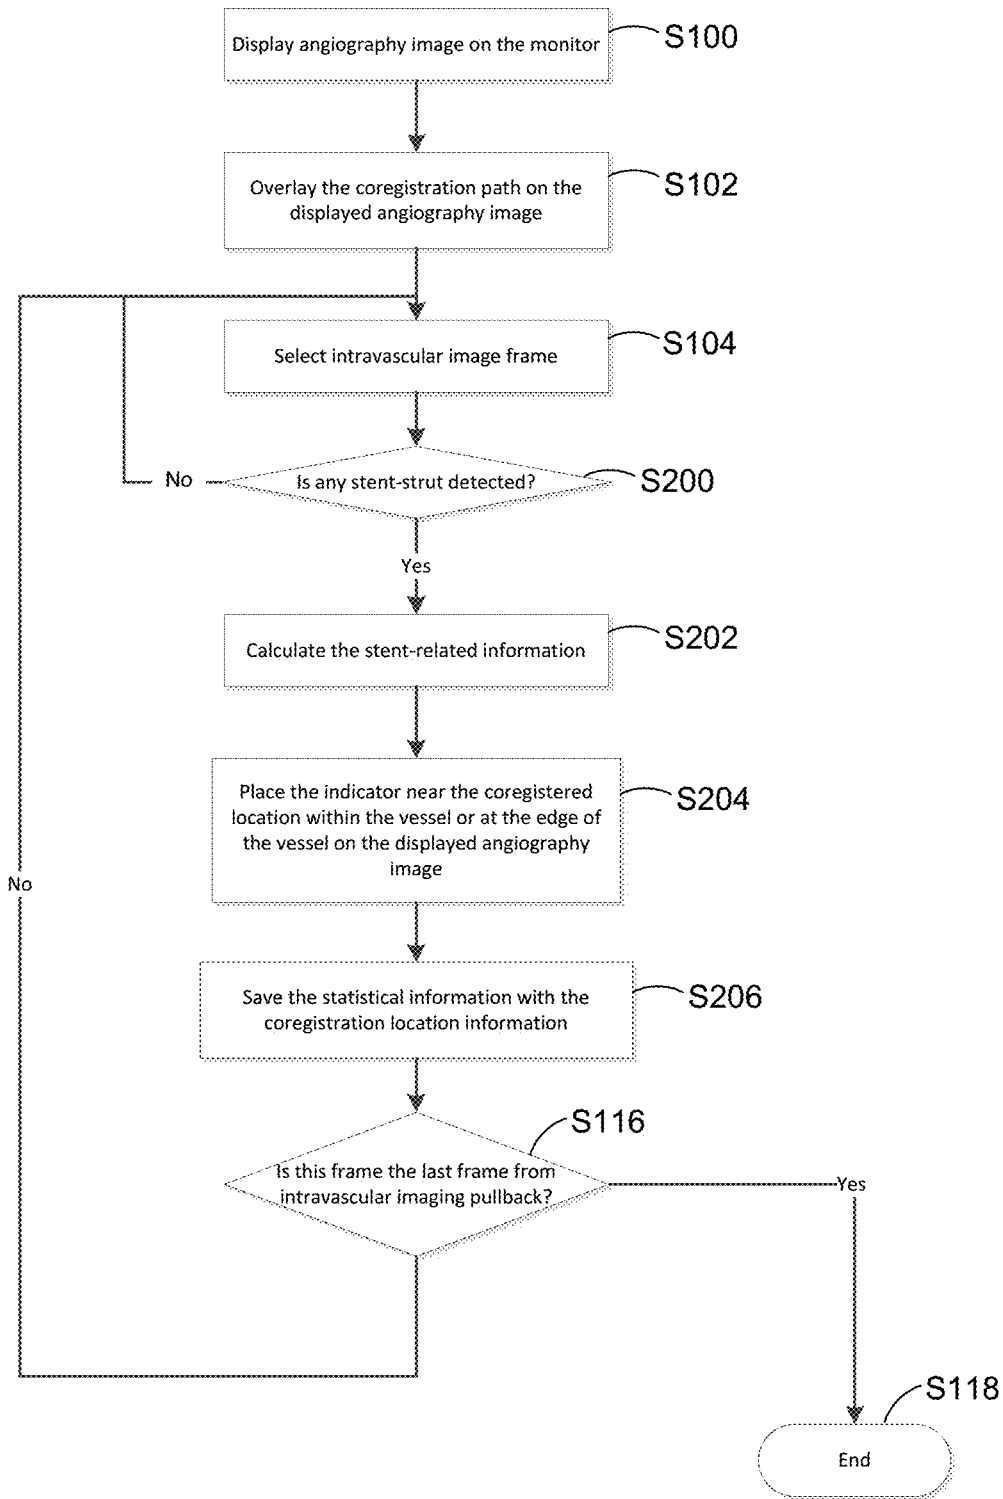 Display angiography image on the monitor
S100
Overlay the coregistration path on the
displayed angiography image
S102
Select intravascular image frame
S104
Is any stent-strut detected?
S200
No
Yes
Calculate the stent-related information
S202
Place the indicator near the coregistered
location within the vessel or at the edge of
the vessel on the displayed angiography
image
S204
No
Save the statistical information with the
coregistration location information
S206
S116
Is this frame the last frame from
intravascular imaging pullback?
Yes
S118
End